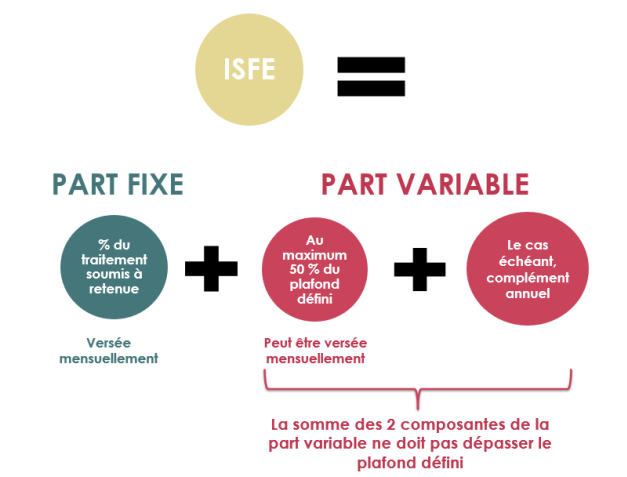 ISFE =
PART FIXE
PART VARIABLE
% du
traitement
soumis à
retenue
+
Au
maximum
50 % du
plafond
défini
+
Le cas
échéant,
complément
annuel
Versée
mensuellement
Peut être versée
mensuellement
La somme des 2 composantes de la
part variable ne doit pas dépasser le
plafond défini